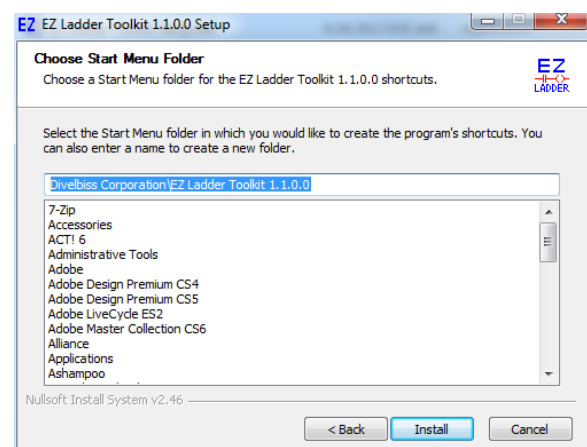 EZ EZ Ladder Toolkit 1.1.0.0 Setup
Choose Start Menu Folder
Choose a Start Menu folder for the EZ Ladder Toolkit 1.1.0.0 shortcuts.
EZ
LADDER
Select the Start Menu folder in which you would like to create the program's shortcuts. You
can also enter a name to create a new folder.
Divelbiss Corporation\EZ Ladder Toolkit 1.1.0.0
7-Zip
Accessories
ACT! 6
Administrative Tools
Adobe
Adobe Design Premium CS4
Adobe Design Premium CS5
Adobe LiveCycle ES2
Adobe Master Collection CS6
Alliance
Applications
Ashampoo
Nullsoft Install System v2.46
< Back Install Cancel